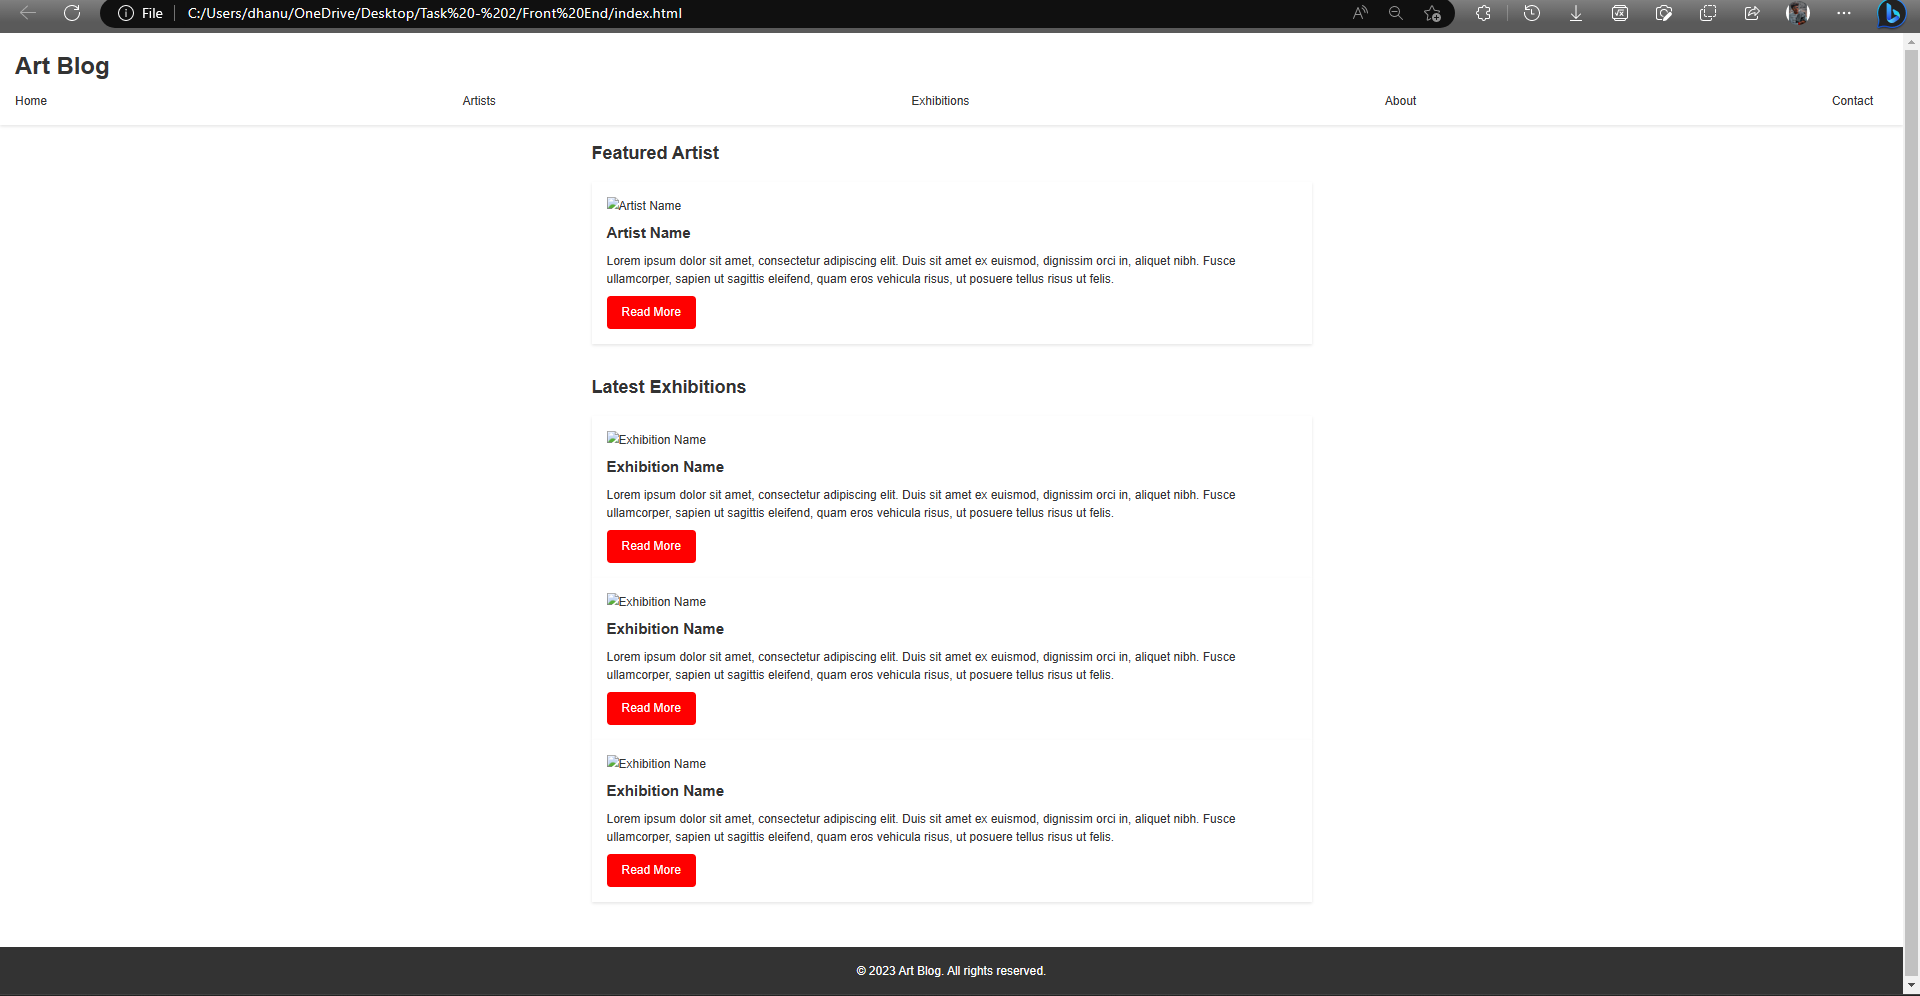 File C:/Users/dhanu/OneDrive/Desktop/Task%20-%202/Front%20End/index.html
Art Blog
Home Artists Exhibitions About Contact
Featured Artist
Artist Name
Artist Name
Lorem ipsum dolor sit amet, consectetur adipiscing elit. Duis sit amet ex euismod, dignissim orci in, aliquet nibh. Fusce
ullamcorper, sapien ut sagittis eleifend, quam eros vehicula risus, ut posuere tellus risus ut felis.
Read More
Latest Exhibitions
Exhibition Name
Exhibition Name
Lorem ipsum dolor sit amet, consectetur adipiscing elit. Duis sit amet ex euismod, dignissim orci in, aliquet nibh. Fusce
ullamcorper, sapien ut sagittis eleifend, quam eros vehicula risus, ut posuere tellus risus ut felis.
Read More
Exhibition Name
Exhibition Name
Lorem ipsum dolor sit amet, consectetur adipiscing elit. Duis sit amet ex euismod, dignissim orci in, aliquet nibh. Fusce
ullamcorper, sapien ut sagittis eleifend, quam eros vehicula risus, ut posuere tellus risus ut felis.
Read More
Exhibition Name
Exhibition Name
Lorem ipsum dolor sit amet, consectetur adipiscing elit. Duis sit amet ex euismod, dignissim orci in, aliquet nibh. Fusce
ullamcorper, sapien ut sagittis eleifend, quam eros vehicula risus, ut posuere tellus risus ut felis.
Read More
© 2023 Art Blog. All rights reserved.